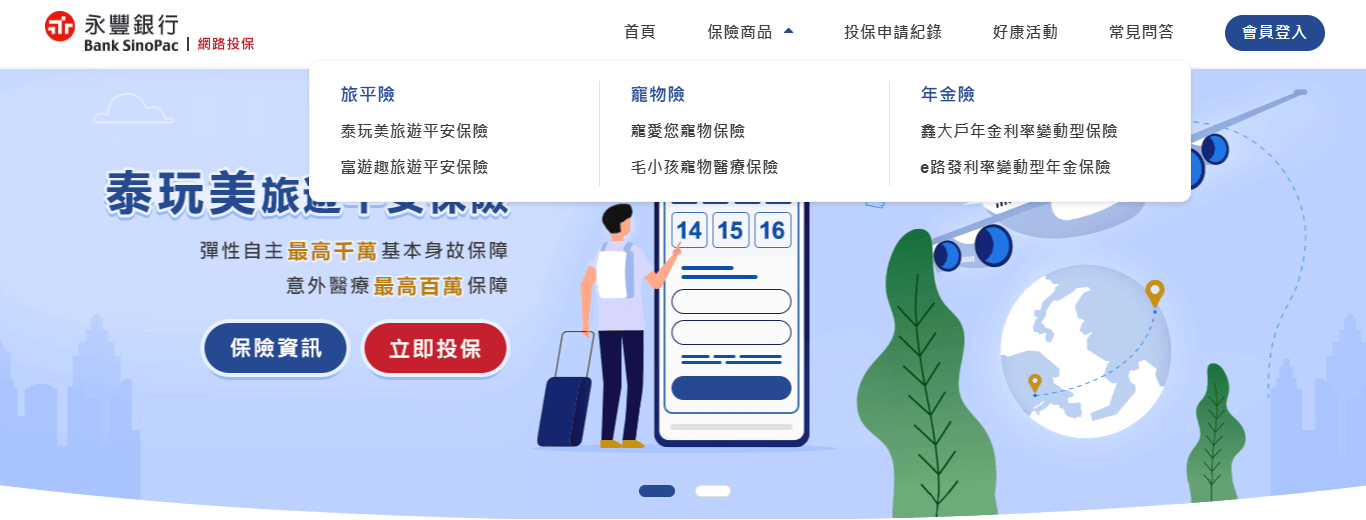 永豐銀行
Bank SinoPac | 網路投保
首頁
保險商品
投保申請紀錄
好康活動
常見問答
會員登入
旅平險
泰玩美旅遊平安保險
富遊趣旅遊平安保險
寵物險
寵愛您寵物保險
毛小孩寵物醫療保險
年金險
鑫大戶年金利率變動型保險
e路發利率變動型年金保險
泰玩美旅遊平安保險
彈性自主最高千萬基本身故保障
意外醫療最高百萬保障
保險資訊
立即投保
14 15 16